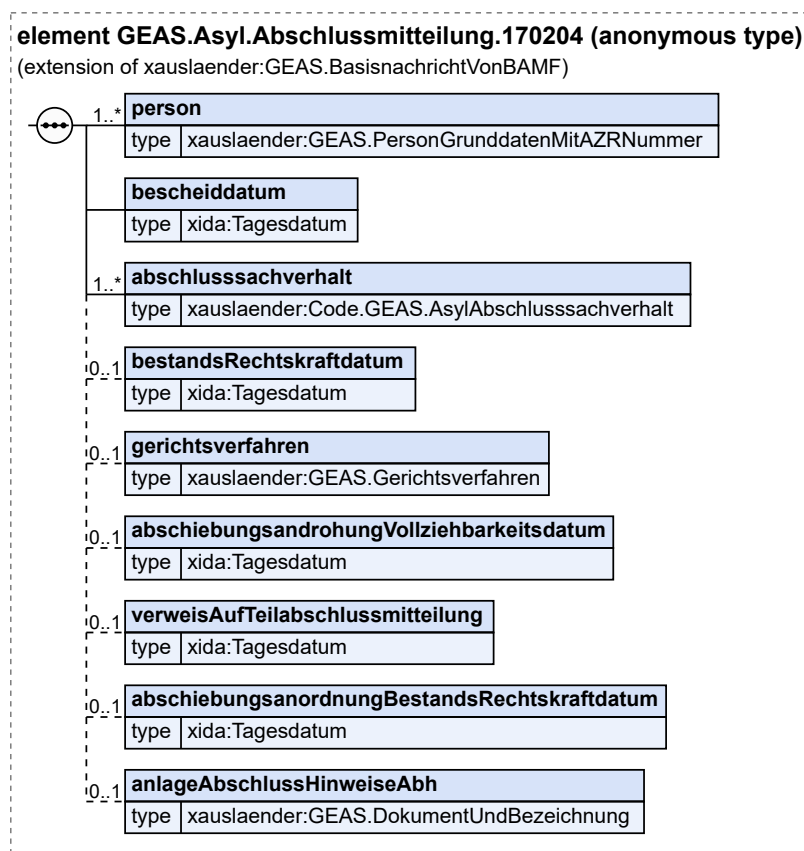 element GEAS.Asyl.Abschlussmitteilung.170204 (anonymous type)
(extension of xauslaender:GEAS.BasisnachrichtVonBAMF)
1..* person
type xauslaender:GEAS.PersonGrunddatenMitAZRNummer
bescheiddatum
type xida:Tagesdatum
1..* abschlusssachverhalt
type xauslaender:Code.GEAS.AsylAbschlusssachverhalt
0..1 bestandsRechtskraftdatum
type xida:Tagesdatum
0..1 gerichtsverfahren
type xauslaender:GEAS.Gerichtsverfahren
0..1 abschiebungsandrohungVollziehbarkeitsdatum
type xida:Tagesdatum
0..1 verweisAufTeilabschlussmitteilung
type xida:Tagesdatum
0..1 abschiebungsanordnungBestandsRechtskraftdatum
type xida:Tagesdatum
0..1 anlageAbschlussHinweiseAbh
type xauslaender:GEAS.DokumentUndBezeichnung